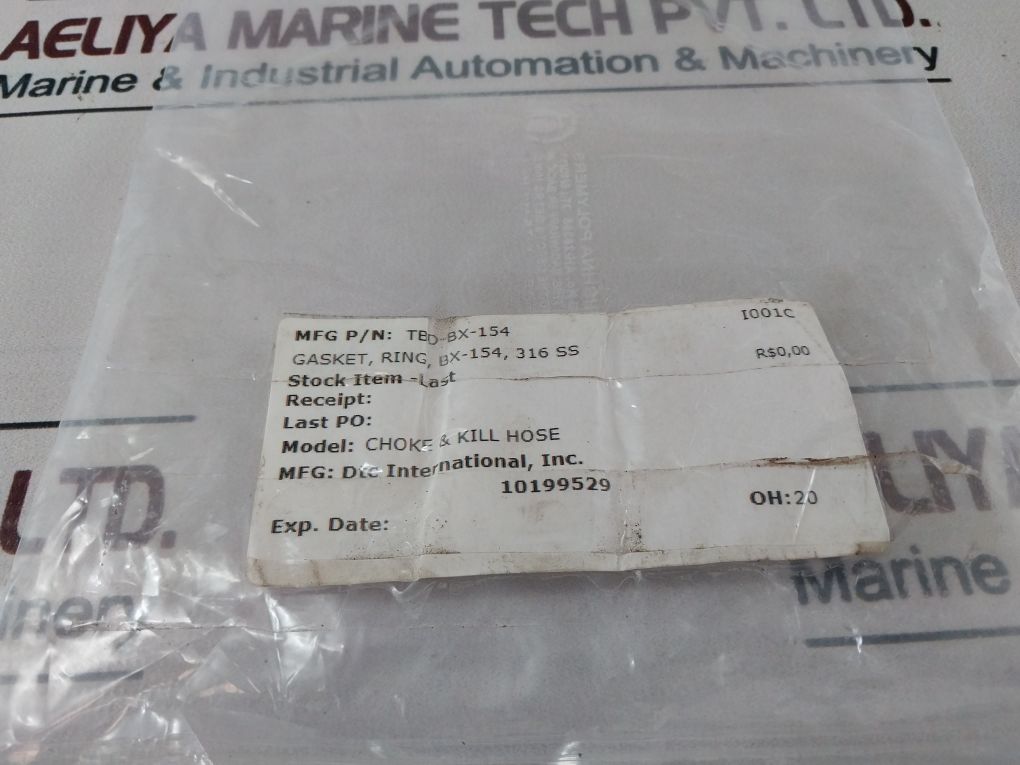 AELIYA MARINE TECH PVT. LTD.
Marine & Industrial Automation & Machinery
MFG P/N: TBD-BX-154
I001C
GASKET, RING, BX-154, 316 SS
R$0,00
Stock Item -Last
Receipt:
Last PO:
Model: CHOKE & KILL HOSE
MFG: Dtc International, Inc.
10199529
OH:20
Exp. Date:
LTD.
LIYA
Marine